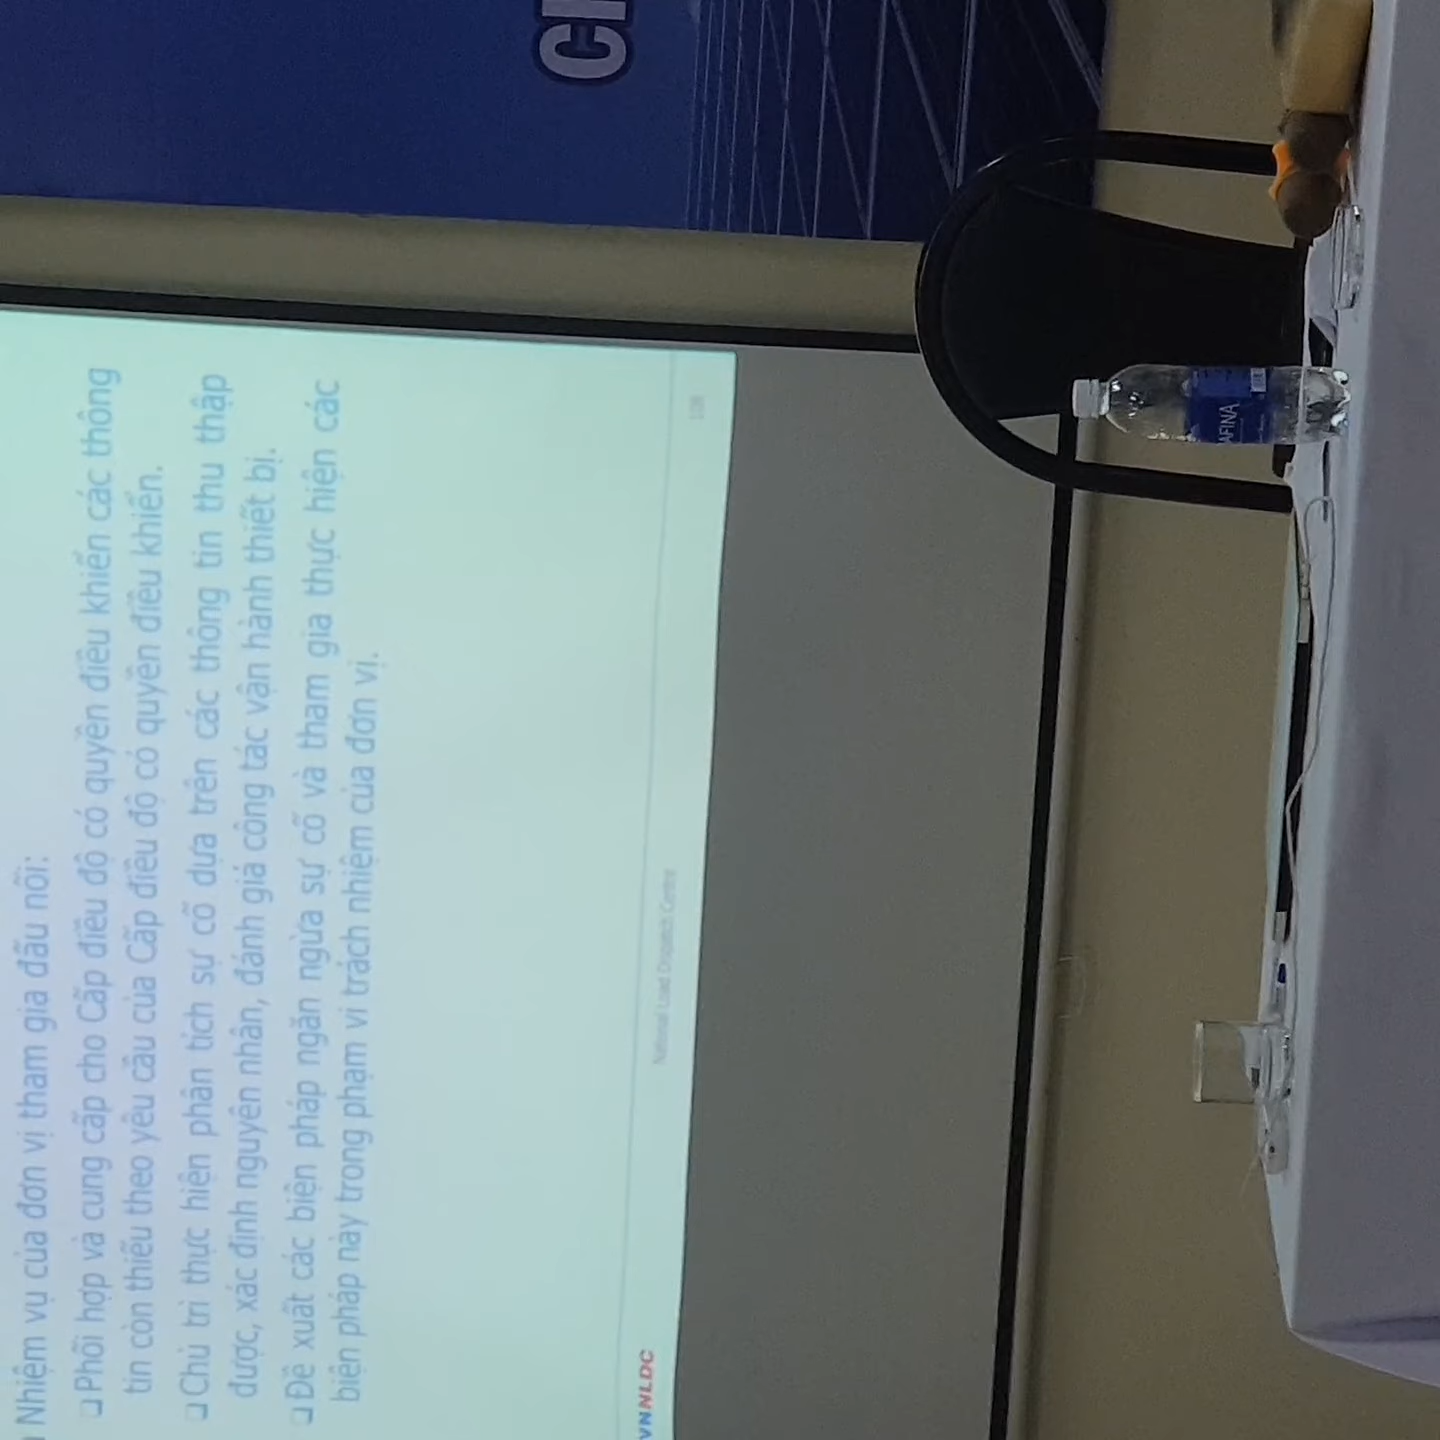 Nhiệm vụ của đơn vị tham gia đấu nối:
❑ Phối hợp và cung cấp cho Cấp điều độ có quyền điều khiển các thông
tin còn thiếu theo yêu cầu của Cấp điều độ có quyền điều khiển.
❑ Chủ trì thực hiện phân tích sự cố dựa trên các thông tin thu thập
được, xác định nguyên nhân, đánh giá công tác vận hành thiết bị.
❑ Đề xuất các biện pháp ngăn ngừa sự cố và tham gia thực hiện các
biện pháp này trong phạm vi trách nhiệm của đơn vị.
VNNLDC
National Load Dispatch Centre
AFINA